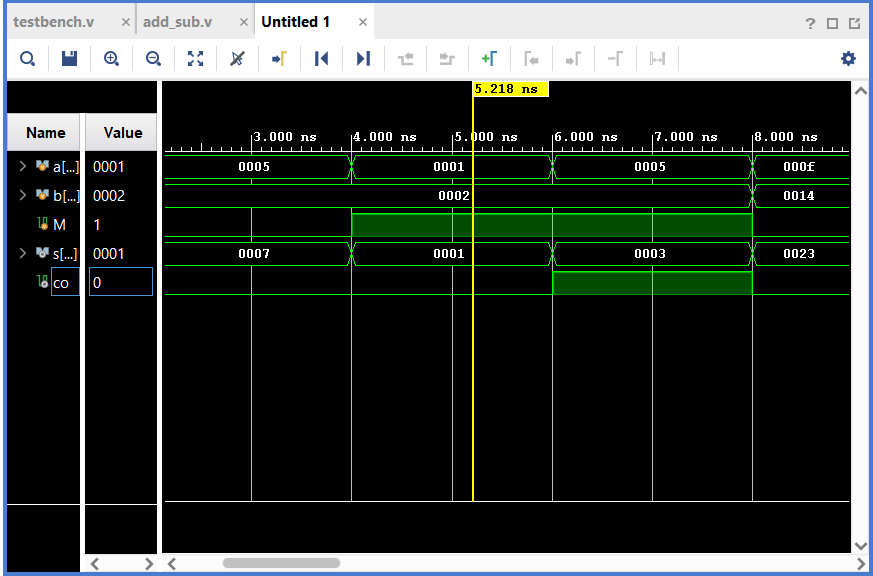 testbench.v × add_sub.v × Untitled 1 × ?
5.218 ns
Name Value
3.000 ns 4.000 ns 5.000 ns 6.000 ns 7.000 ns 8.000 ns
a[...] 0001 0005 0001 0005 000f
b[...] 0002 0002 0014
M 1
s[...] 0001 0007 0001 0003 0023
co 0